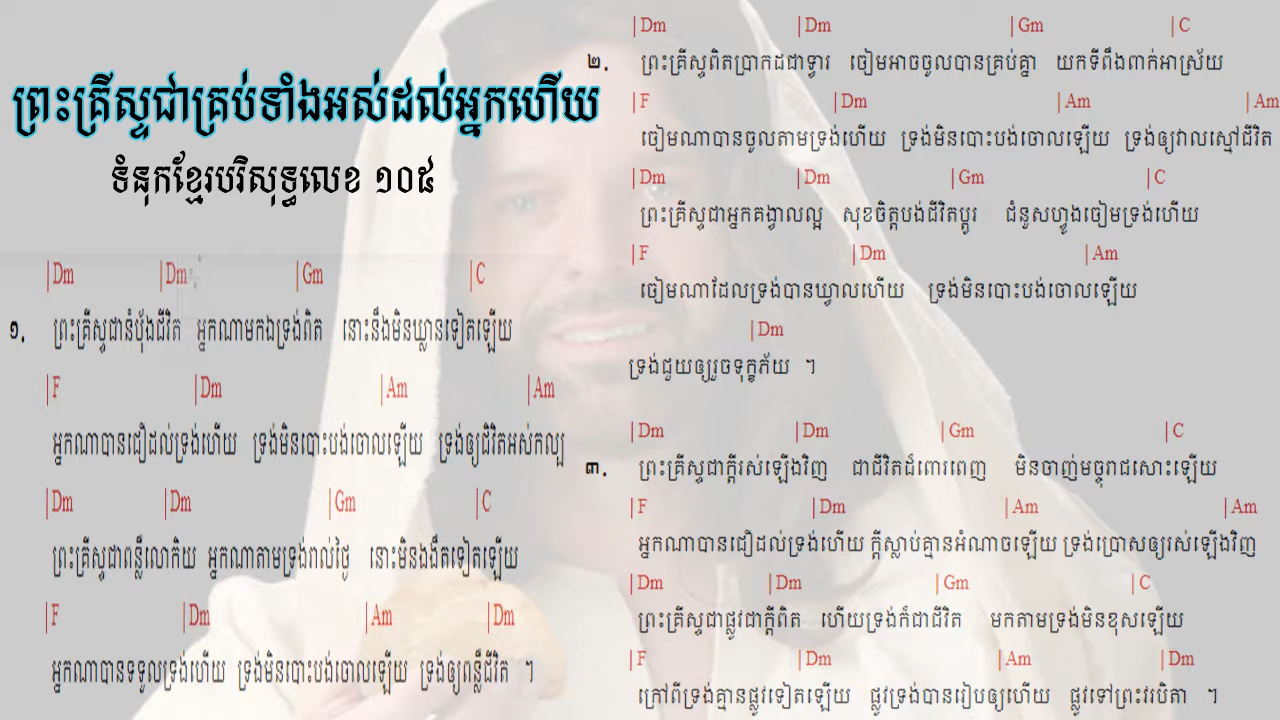 ព្រះគ្រីស្ទជាគ្រប់ទាំងអស់ដល់អ្នកហើយ
ទំនុកខ្មែរបរិសុទ្ធលេខ ១០៥
|Dm |Dm |Gm |C
១. ព្រះគ្រីស្ទជានំប៉័ងជីវិត អ្នកណាមកឯទ្រង់ពិត នោះនឹងមិនឃ្លានទៀតឡើយ
|F |Dm |Am |Am
អ្នកណាបានជឿដល់ទ្រង់ហើយ ទ្រង់មិនបោះបង់ចោលឡើយ ទ្រង់ឲ្យជិវិតអស់កល្ប
|Dm |Dm |Gm |C
ព្រះគ្រីស្ទជាពន្លឺលោកិយ អ្នកណាតាមទ្រង់រាល់ថ្ងៃ នោះមិនងងឹតទៀតឡើយ
|F |Dm |Am |Dm
អ្នកណាបានទទួលទ្រង់ហើយ ទ្រង់មិនបោះបង់ចោលឡើយ ទ្រង់ឲ្យពន្លឺជីវិត ។
|Dm |Dm |Gm |C
២. ព្រះគ្រីស្ទពិតប្រាកដជាទ្វារ ចៀមអាចចូលបានគ្រប់គ្នា យកទីពឹងពាក់អាស្រ័យ
|F |Dm |Am |Am
ចៀមណាបានចូលតាមទ្រង់ហើយ ទ្រង់មិនបោះបង់ចោលឡើយ ទ្រង់ឲ្យវាលស្មៅជីវិត
|Dm |Dm |Gm |C
ព្រះគ្រីស្ទជាអ្នកគង្វាលល្អ សុខចិត្តបង់ជីវិតប្តូរ ជំនួសហ្វូងចៀមទ្រង់ហើយ
|F |Dm |Am
ចៀមណាដែលទ្រង់បានឃ្វាលហើយ ទ្រង់មិនបោះបង់ចោលឡើយ
|Dm
ទ្រង់ជួយឲ្យរួចទុក្ខភ័យ ។
|Dm |Dm |Gm |C
៣. ព្រះគ្រីស្ទជាក្តីរស់ឡើងវិញ ជាជីវិតដ៏ពោរពេញ មិនចាញ់មច្ចុរាជសោះឡើយ
|F |Dm |Am |Am
អ្នកណាបានជឿដល់ទ្រង់ហើយ ក្តីស្លាប់គ្មានអំណាចឡើយ ទ្រង់ប្រោសឲ្យរស់ឡើងវិញ
|Dm |Dm |Gm |C
ព្រះគ្រីស្ទជាផ្លូវជាក្តីពិត ហើយទ្រង់ក៏ជាជីវិត មកតាមទ្រង់មិនខុសឡើយ
|F |Dm |Am |Dm
ក្រៅពីទ្រង់គ្មានផ្លូវទៀតឡើយ ផ្លូវទ្រង់បានរៀបឲ្យហើយ ផ្លូវទៅព្រះវរបិតា ។